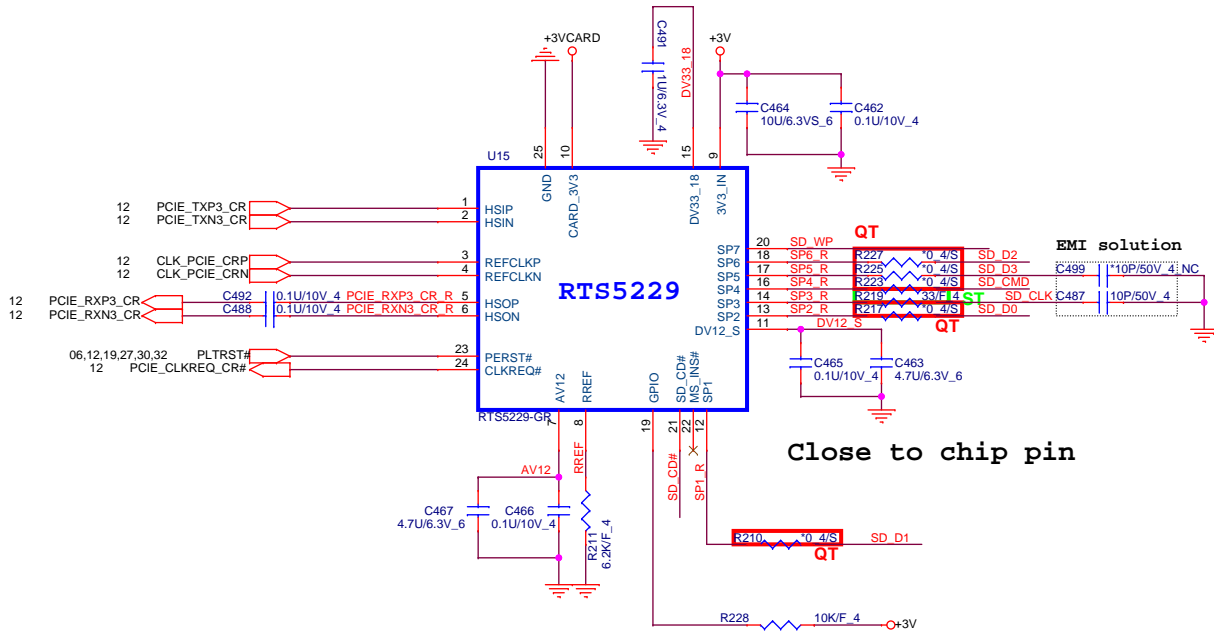 +3VCARD
C491
1U/6.3V_4
DV33_18
+3V
C464
10U/6.3VS_6
C462
0.1U/10V_4
U15
25
10
15
9
GND
CARD_3V3
DV33_18
3V3_IN
12 PCIE_TXP3_CR 1 HSIP
12 PCIE_TXN3_CR 2 HSIN
12 CLK_PCIE_CRP 3 REFCLKP
12 CLK_PCIE_CRN 4 REFCLKN
12 PCIE_RXP3_CR C492 0.1U/10V_4 PCIE_RXP3_CR_R 5 HSOP
12 PCIE_RXN3_CR C488 0.1U/10V_4 PCIE_RXN3_CR_R 6 HSON
06,12,19,27,30,32 PLTRST# 23 PERST#
12 PCIE_CLKREQ_CR# 24 CLKREQ#
RTS5229
QT
EMI solution
SP7 20 SD_WP
SP6 18 SP6_R R227 *0_4/S SD_D2
SP5 17 SP5_R R225 *0_4/S SD_D3 C499 *10P/50V_4_NC
SP4 16 SP4_R R223 *0_4/S SD_CMD
SP3 14 SP3_R R219 33/F_4 ST SD_CLK C487 10P/50V_4
SP2 13 SP2_R R217 *0_4/S SD_D0
DV12_S 11 DV12_S QT
C465
0.1U/10V_4
C463
4.7U/6.3V_6
AV12
RREF
GPIO
SD_CD#
MS_INS#
SP1
RTS5229-GR
7
8
19
21
22
12
Close to chip pin
AV12
RREF
SD_CD#
SP1_R
C467
4.7U/6.3V_6
C466
0.1U/10V_4
R211
6.2K/F_4
R210 *0_4/S SD_D1
QT
R228 10K/F_4 +3V